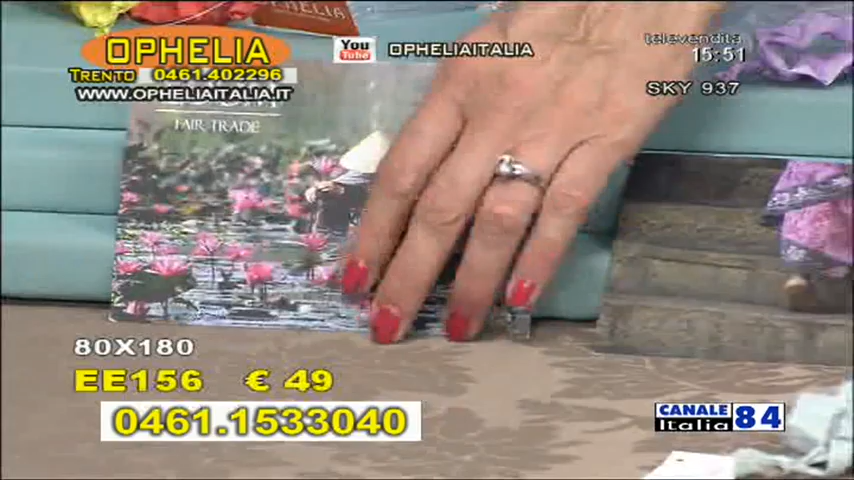 OPHELIA
TRENTO 0461.402296
www.OPHELIAITALIA.IT
You Tube OPHELIAITALIA
televendita
15:51
SKY 937
FAIR TRADE
80X180
EE156 € 49
0461.1533040
CANALE 84
Italia